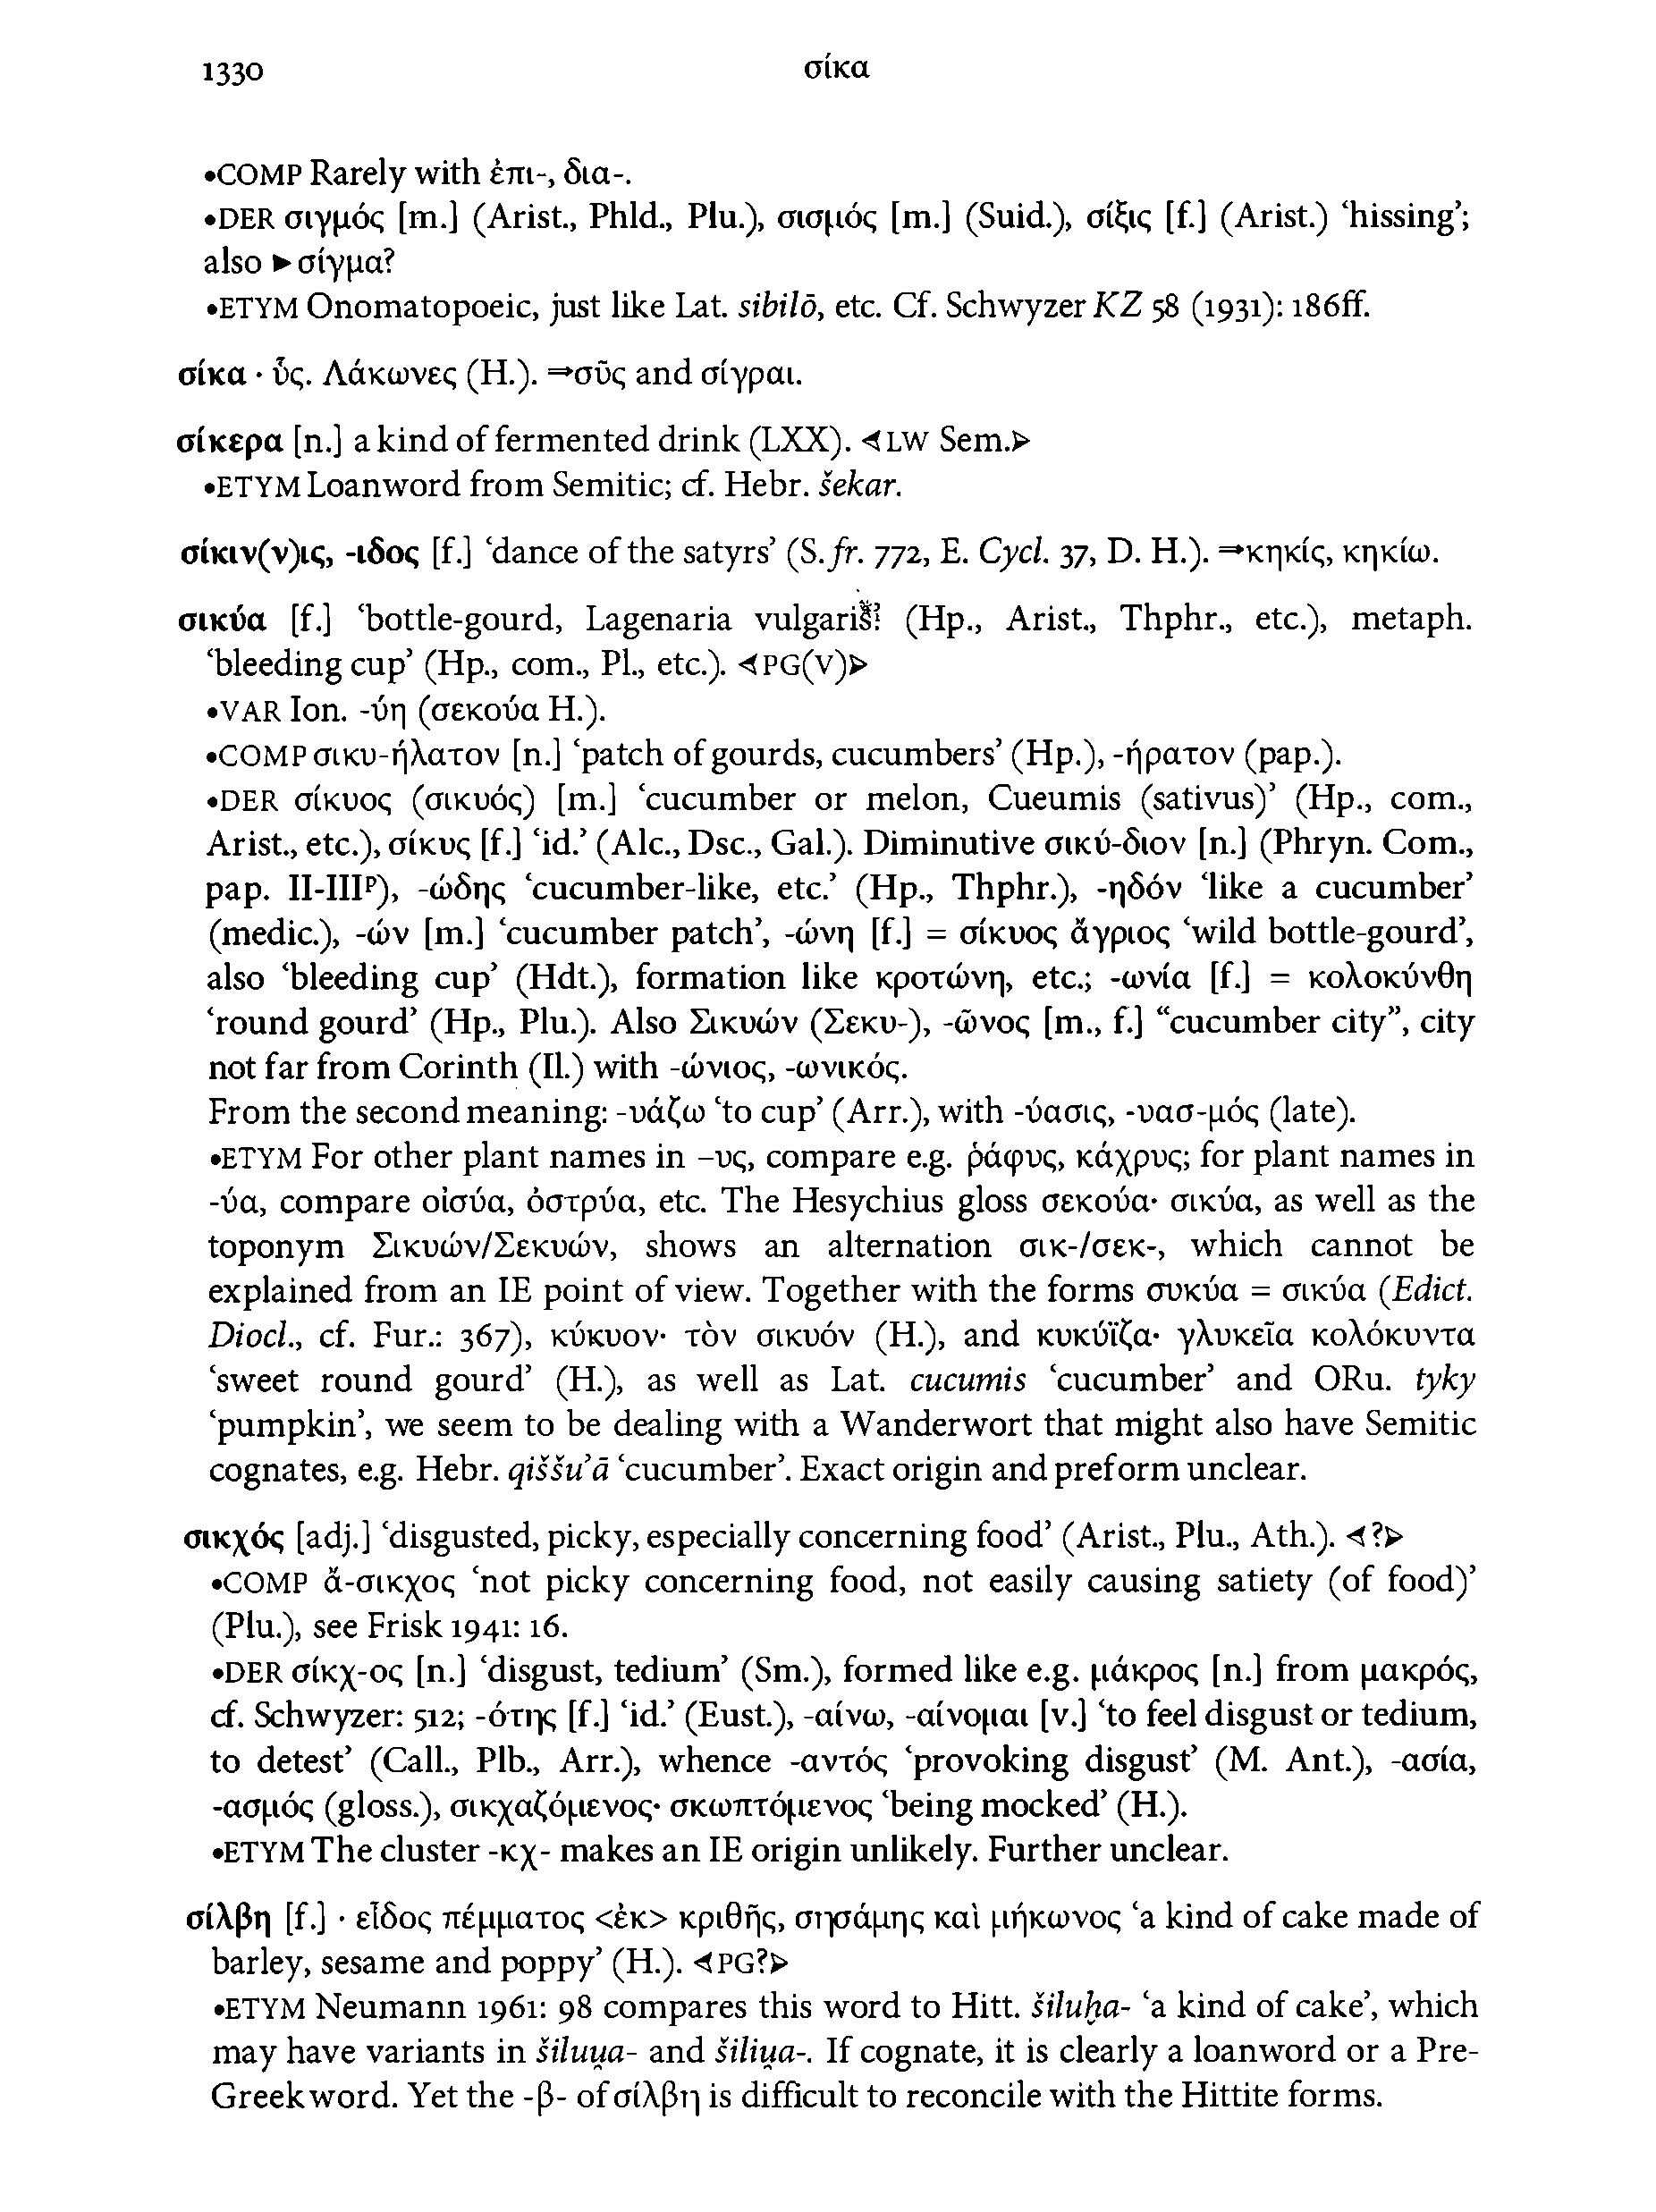 1330 σίκα
•COMP Rarely with ἐπι-, δια-.
•DER σιγμός [m.] (Arist., Phld., Plu.), σισμός [m.] (Suid.), σίξις [f.] (Arist.) ‘hissing’;
also ►σίγμα?
•ETYM Onomatopoeic, just like Lat. sibilō, etc. Cf. Schwyzer KZ 58 (1931): 186ff.
σίκα · ὗς. Λάκωνες (H.). ⇒σῦς and σίγραι.
σίκερα [n.] a kind of fermented drink (LXX). ⊲LW Sem.⊳
•ETYM Loanword from Semitic; cf. Hebr. šekar.
σίκιν(ν)ις, -ιδος [f.] ‘dance of the satyrs’ (S. fr. 772, E. Cycl. 37, D. H.). ⇒κηκίς, κηκίω.
σικύα [f.] ‘bottle-gourd, Lagenaria vulgaris’ (Hp., Arist., Thphr., etc.), metaph.
‘bleeding cup’ (Hp., com., Pl., etc.). ⊲PG(V)⊳
•VAR Ion. -ύη (σεκούα H.).
•COMP σικυ-ήλατον [n.] ‘patch of gourds, cucumbers’ (Hp.), -ήρατον (pap.).
•DER σίκυος (σικυός) [m.] ‘cucumber or melon, Cueumis (sativus)’ (Hp., com.,
Arist., etc.), σίκυς [f.] ‘id.’ (Alc., Dsc., Gal.). Diminutive σικύ-διον [n.] (Phryn. Com.,
pap. II-IIIᵖ), -ώδης ‘cucumber-like, etc.’ (Hp., Thphr.), -ηδόν ‘like a cucumber’
(medic.), -ών [m.] ‘cucumber patch’, -ώνη [f.] = σίκυος ἄγριος ‘wild bottle-gourd’,
also ‘bleeding cup’ (Hdt.), formation like κροτώνη, etc.; -ωνία [f.] = κολοκύνθη
‘round gourd’ (Hp., Plu.). Also Σικυών (Σεκυ-), -ῶνος [m., f.] “cucumber city”, city
not far from Corinth (Il.) with -ώνιος, -ωνικός.
From the second meaning: -υάζω ‘to cup’ (Arr.), with -ύασις, -υασ-μός (late).
•ETYM For other plant names in –υς, compare e.g. ῥάφυς, κάχρυς; for plant names in
-ύα, compare οἰσύα, ὀστρύα, etc. The Hesychius gloss σεκούα· σικύα, as well as the
toponym Σικυών/Σεκυών, shows an alternation σικ-/σεκ-, which cannot be
explained from an IE point of view. Together with the forms συκύα = σικύα (Edict.
Diocl., cf. Fur.: 367), κύκυον· τὸν σικυόν (H.), and κυκύϊζα· γλυκεῖα κολόκυντα
‘sweet round gourd’ (H.), as well as Lat. cucumis ‘cucumber’ and ORu. tyky
‘pumpkin’, we seem to be dealing with a Wanderwort that might also have Semitic
cognates, e.g. Hebr. qiššu’ā ‘cucumber’. Exact origin and preform unclear.
σικχός [adj.] ‘disgusted, picky, especially concerning food’ (Arist., Plu., Ath.). ⊲?⊳
•COMP ἄ-σικχος ‘not picky concerning food, not easily causing satiety (of food)’
(Plu.), see Frisk 1941: 16.
•DER σίκχ-ος [n.] ‘disgust, tedium’ (Sm.), formed like e.g. μάκρος [n.] from μακρός,
cf. Schwyzer: 512; -ότης [f.] ‘id.’ (Eust.), -αίνω, -αίνομαι [v.] ‘to feel disgust or tedium,
to detest’ (Call., Plb., Arr.), whence -αντός ‘provoking disgust’ (M. Ant.), -ασία,
-ασμός (gloss.), σικχαζόμενος· σκωπτόμενος ‘being mocked’ (H.).
•ETYM The cluster -κχ- makes an IE origin unlikely. Further unclear.
σίλβη [f.] · εἶδος πέμματος <ἐκ> κριθῆς, σησάμης καὶ μήκωνος ‘a kind of cake made of
barley, sesame and poppy’ (H.). ⊲PG?⊳
•ETYM Neumann 1961: 98 compares this word to Hitt. šiluḫa- ‘a kind of cake’, which
may have variants in šiluu̯a- and šiliu̯a-. If cognate, it is clearly a loanword or a Pre-
Greek word. Yet the -β- of σίλβη is difficult to reconcile with the Hittite forms.